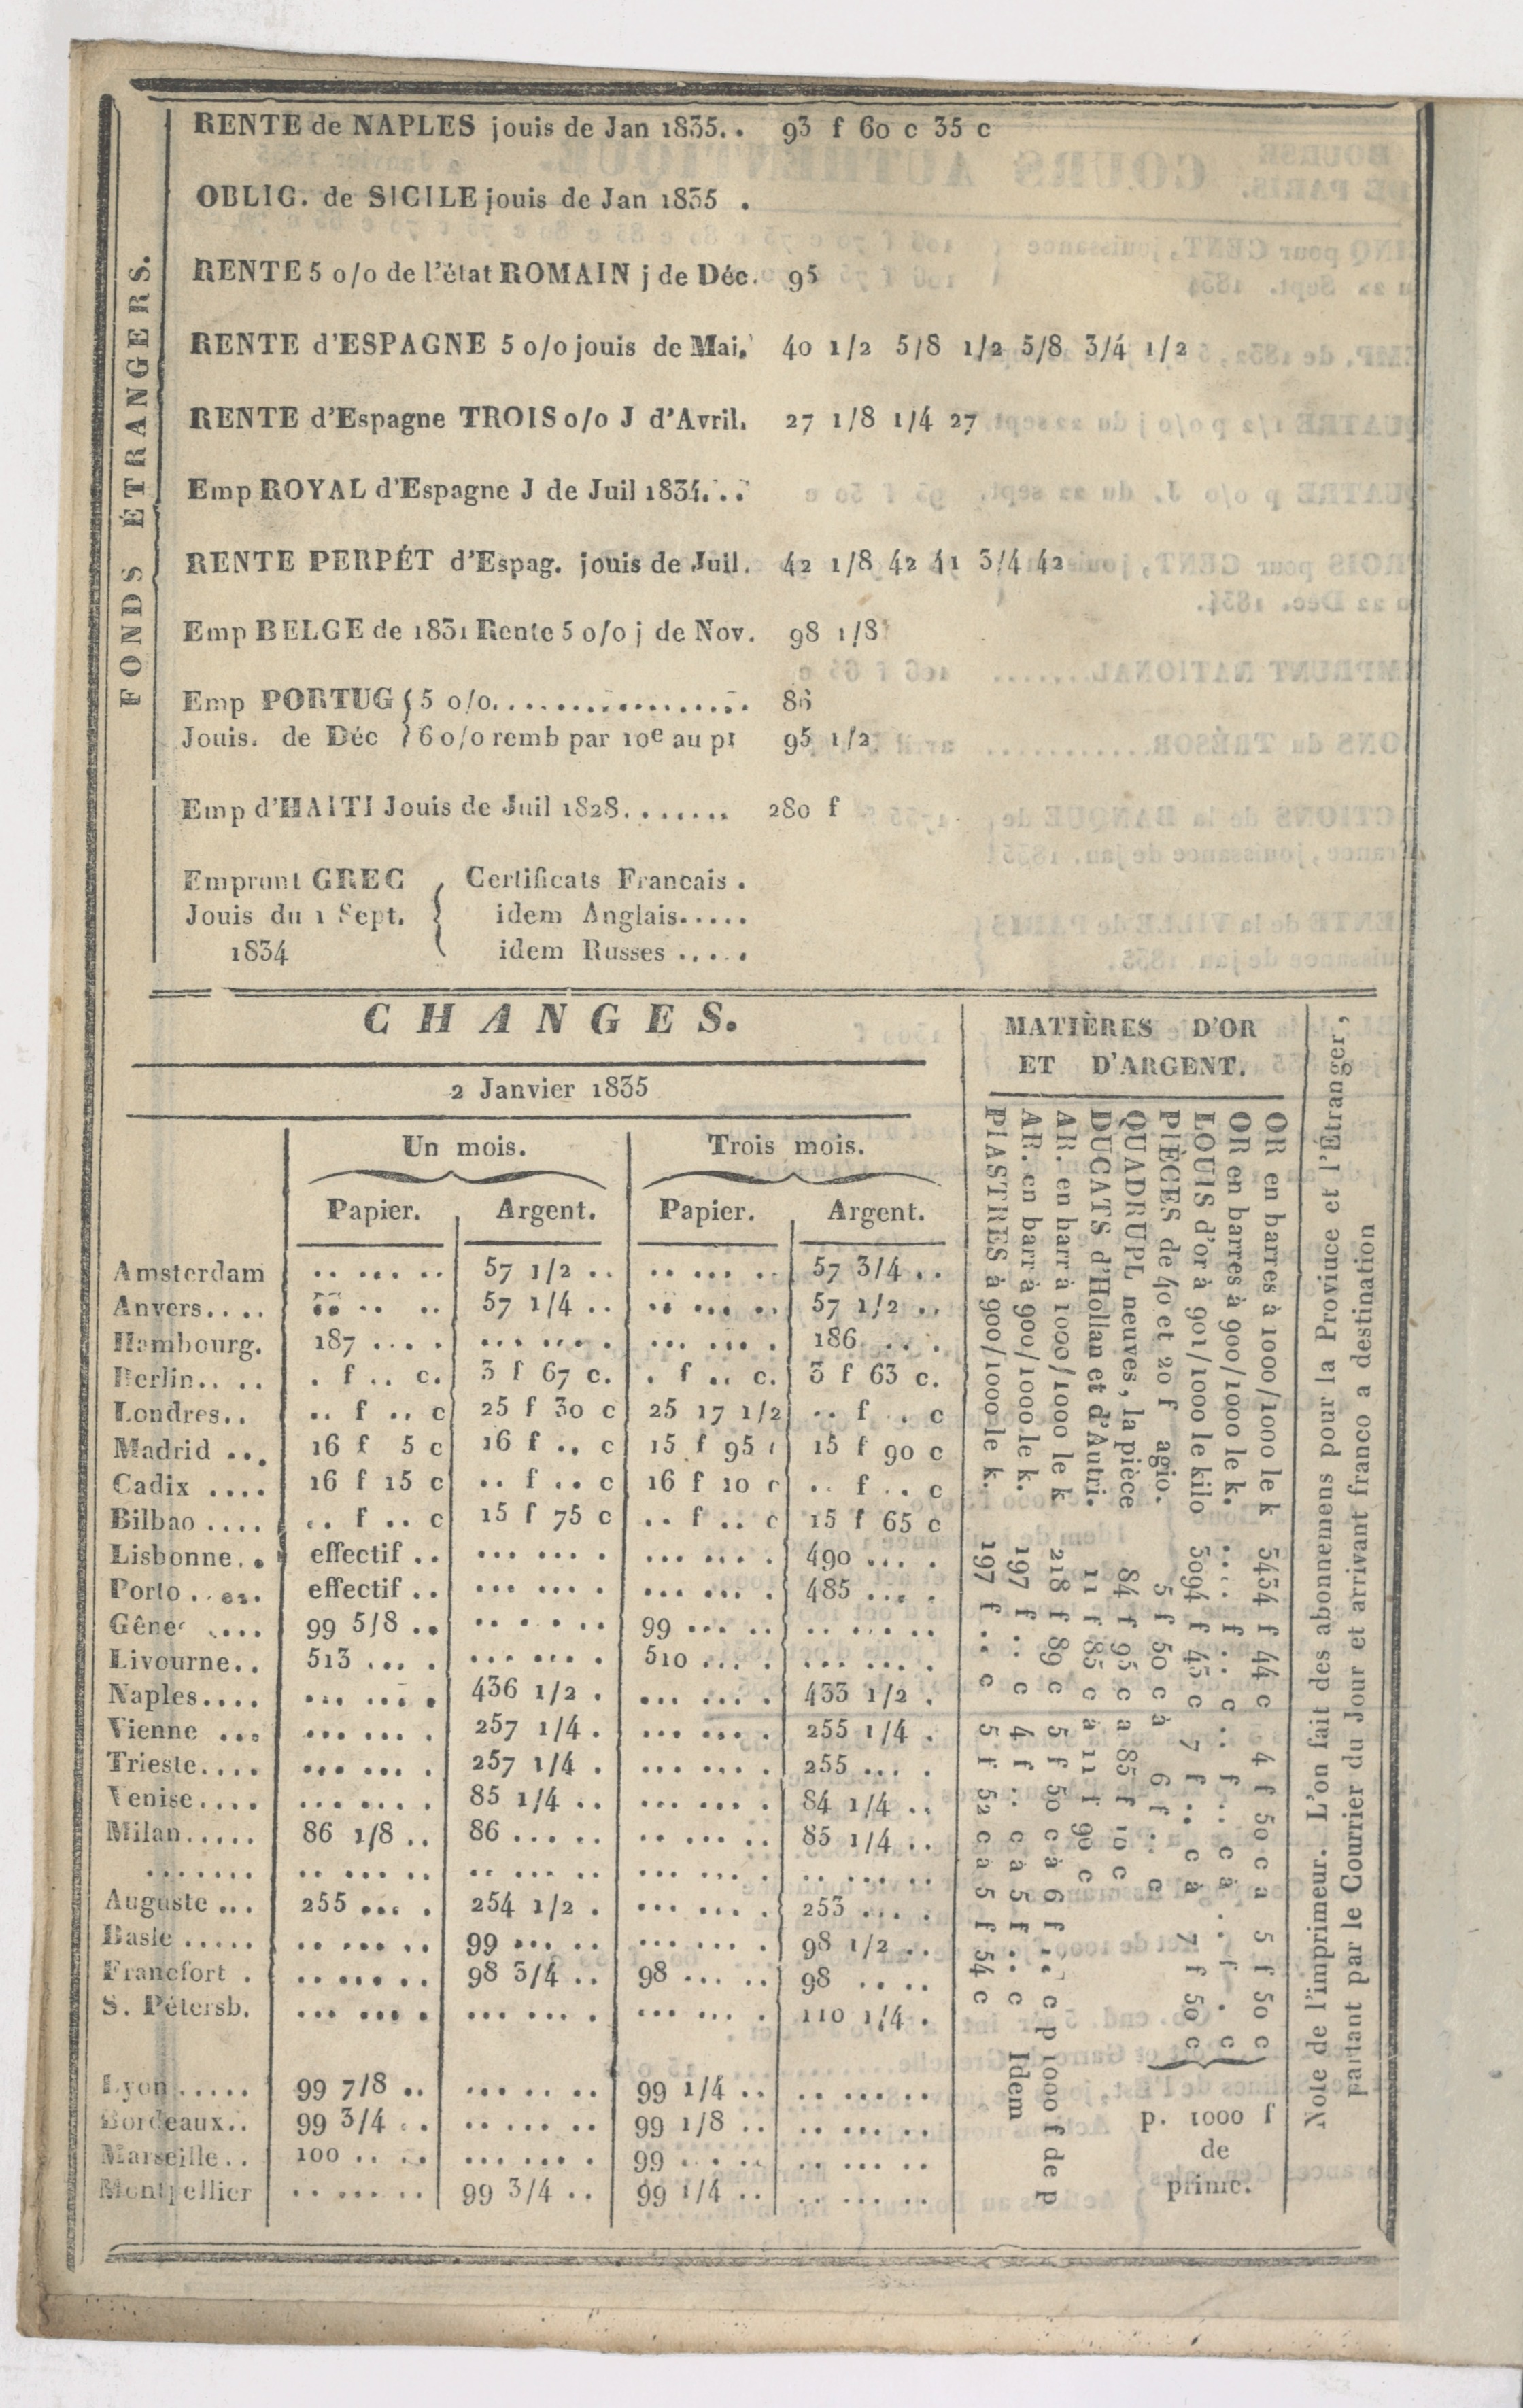 FONDS ÉTRANGERS.
RENTE de NAPLES jouis de Jan 1835. . 93 f 60 c 35 c
OBLIG. de SICILE jouis de Jan 1835 .
RENTE 5 o/o de l'état ROMAIN j de Déc. 95
RENTE d'ESPAGNE 5 o/o jouis de Mai. 40 1/2 5/8 1/2 5/8 3/4 1/2
RENTE d'Espagne TROIS o/o J d'Avril. 27 1/8 1/4 27
Emp ROYAL d'Espagne J de Juil 1834. . .
RENTE PERPÉT d'Espag. jouis de Juil. 42 1/8 42 41 3/4 42
Emp BELGE de 1831 Rente 5 o/o j de Nov. 98 1/8
Emp PORTUG { 5 o/o. . . . . . . . . . . . . . . . . 86
Jouis. de Déc } 6 o/o remb par 10e au pr 95 1/2
Emp d'HAITI Jouis de Juil 1828. . . . . . . 280 f
Emprunt GREC { Certificats Francais .
Jouis du 1 Sept. idem Anglais. . . . .
1834 idem Russes . . . . .
CHANGES.
2 Janvier 1835
Un mois. Trois mois.
Papier. Argent. Papier. Argent.
Amsterdam .. ... .. 57 1/2 .. .. ... .. 57 3/4 ..
Anvers.... .. .. .. 57 1/4 .. .. ... .. 57 1/2 ..
Hambourg. 187 ... . ... ... . ... ... . 186 ... .
Berlin.. .. . f .. c. 3 f 67 c. . f .. c. 3 f 63 c.
Londres.. .. f .. c 25 f 30 c 25 17 1/2 .. f .. c
Madrid ... 16 f 5 c 16 f .. c 15 f 95 15 f 90 c
Cadix .... 16 f 15 c .. f .. c 16 f 10 c .. f .. c
Bilbao .... .. f .. c 15 f 75 c .. f .. c 15 f 65 c
Lisbonne. . effectif .. ... ... . ... ... . 490 ... .
Porto .... effectif .. ... ... . ... ... . 485 ... .
Gênes .... 99 5/8 .. .. .. .. 99 ... .. .. ... ..
Livourne.. 513 ... . ... ... . 510 ... . ... ... .
Naples.... ... ... . 436 1/2 . ... ... . 433 1/2 .
Vienne ... ... ... . 257 1/4 . ... ... . 255 1/4 .
Trieste.... ... ... . 257 1/4 . ... ... . 255 ... .
Venise.... ... ... . 85 1/4 .. ... ... . 84 1/4 ..
Milan..... 86 1/8 .. 86 ... .. .. ... .. 85 1/4 ..
....... .. ... .. .. ... .. ... ... . .. ... ..
Auguste ... 255 ... . 254 1/2 . ... ... . 253 ... .
Basle ..... .. ... .. 99 ... .. ... ... . 98 1/2 ..
Francfort . .. ... .. 98 3/4 .. 98 ... .. 98 .. ..
S. Pétersb. ... ... . ... ... . ... ... . 110 1/4 .
Lyon ..... 99 7/8 .. ... .. .. 99 1/4 .. .. ... ..
Bordeaux.. 99 3/4 .. .. ... .. 99 1/8 .. .. ... ..
Marseille.. 100 .. .. ... ... . 99 .. .. .. ... ..
Montpellier .. ... .. 99 3/4 .. 99 1/4 .. .. ... ..
MATIÈRES D'OR
ET D'ARGENT.
OR en barres à 1000/1000 le k 3434 f 44 c 4 f 50 c a 5 f 50 c
OR en barres à 900/1000 le k. ... f .. c .. f .. c à . . f . c
LOUIS d'or à 901/1000 le kilo 3094 f 43 c 7 f .. c à 7 f 50 c
PIÈCES de 40 et 20 f agio. 5 f 50 c à 6 f .. c
QUADRUPL neuves, la pièce 84 f 95 c a 85 f 10 c
DUCATS d'Hollan et d'Autri. 11 f 85 c à 11 f 90 c
AR. en barr à 1000/1000 le k 218 f 89 c 5 f 50 c à 6 f .. c p 1000 f de p
AR. en barr à 900/1000 le k. 197 f .. c 4 f .. c à 5 f .. c Idem
PIASTRES à 900/1000 le k. 197 f .. c 5 f 52 c a 5 f 54 c
p. 1000 f
de
prime.
Note de l'imprimeur. L'on fait des abonnemens pour la Province et l'Étranger,
partant par le Courrier du Jour et arrivant franco a destination